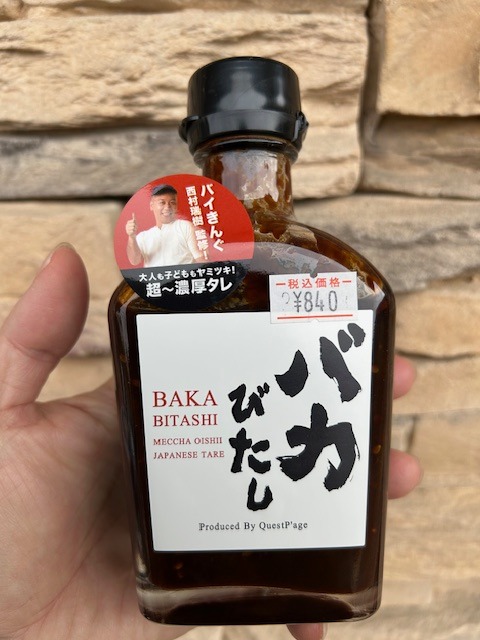 バイきんぐ
西村瑞樹 監修！
大人も子どももヤミツキ！
超〜濃厚タレ
税込価格
¥840
バカ
びたし
BAKA
BITASHI
MECCHA OISHII
JAPANESE TARE
Produced By QuestP'age